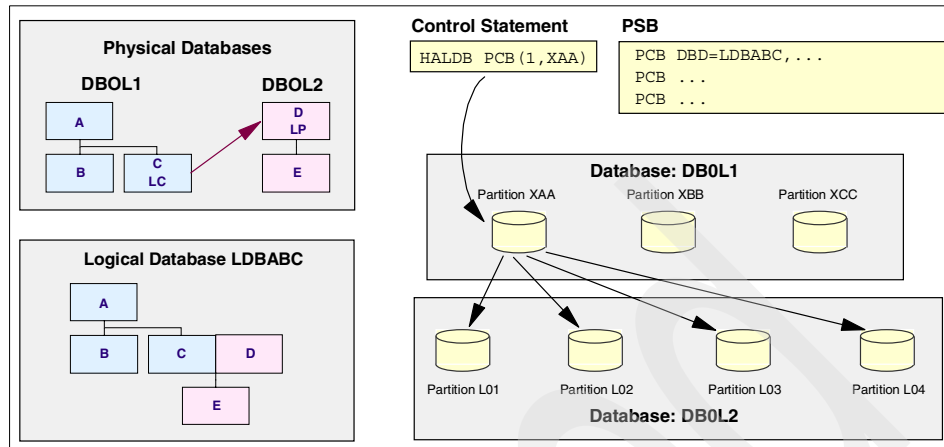 Physical Databases
DBOL1
DBOL2
A
B
C
LC
D
LP
E
Logical Database LDBABC
A
B
C
D
E
Control Statement
HALDB PCB(1,XAA)
PSB
PCB DBD=LDBABC,...
PCB ...
PCB ...
Database: DB0L1
Partition XAA
Partition XBB
Partition XCC
Partition L01
Partition L02
Partition L03
Partition L04
Database: DB0L2